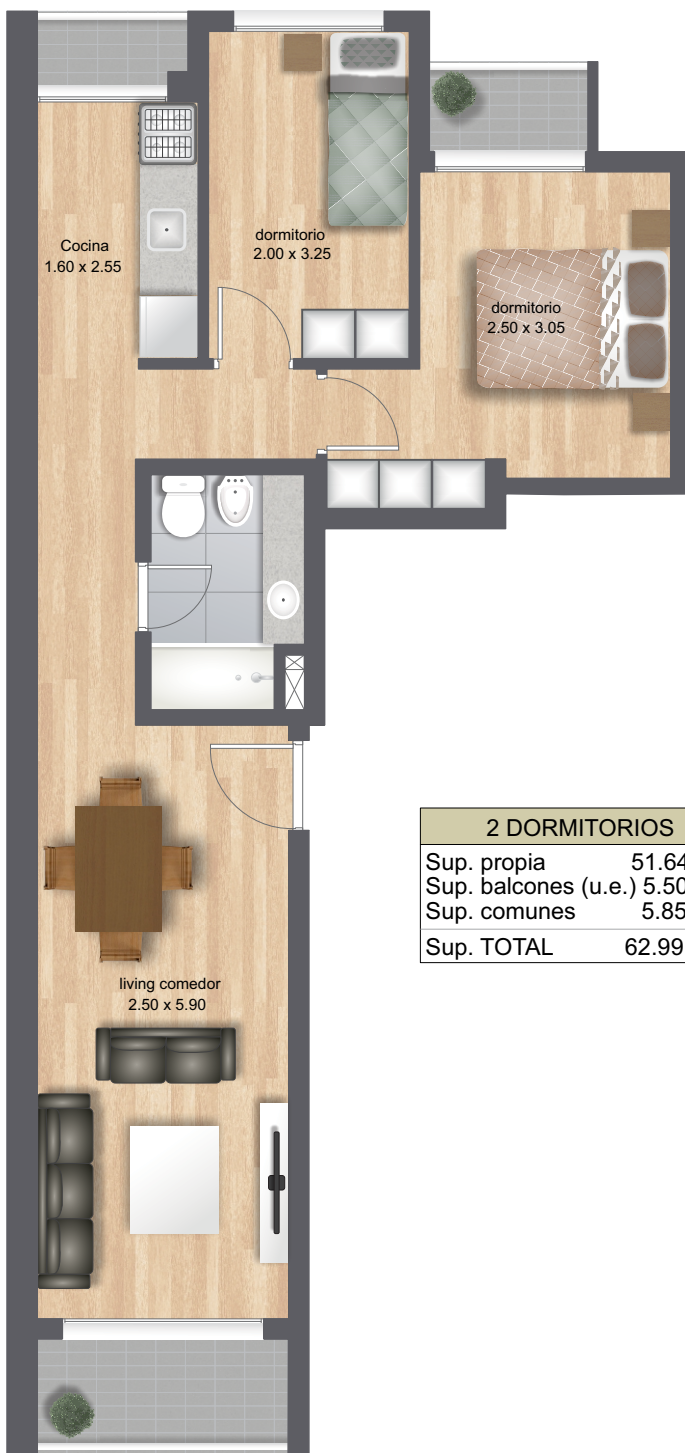 Cocina
1.60 x 2.55
dormitorio
2.00 x 3.25
dormitorio
2.50 x 3.05
2 DORMITORIOS
Sup. propia 51.64
Sup. balcones (u.e.) 5.50
Sup. comunes 5.85
Sup. TOTAL 62.99
living comedor
2.50 x 5.90